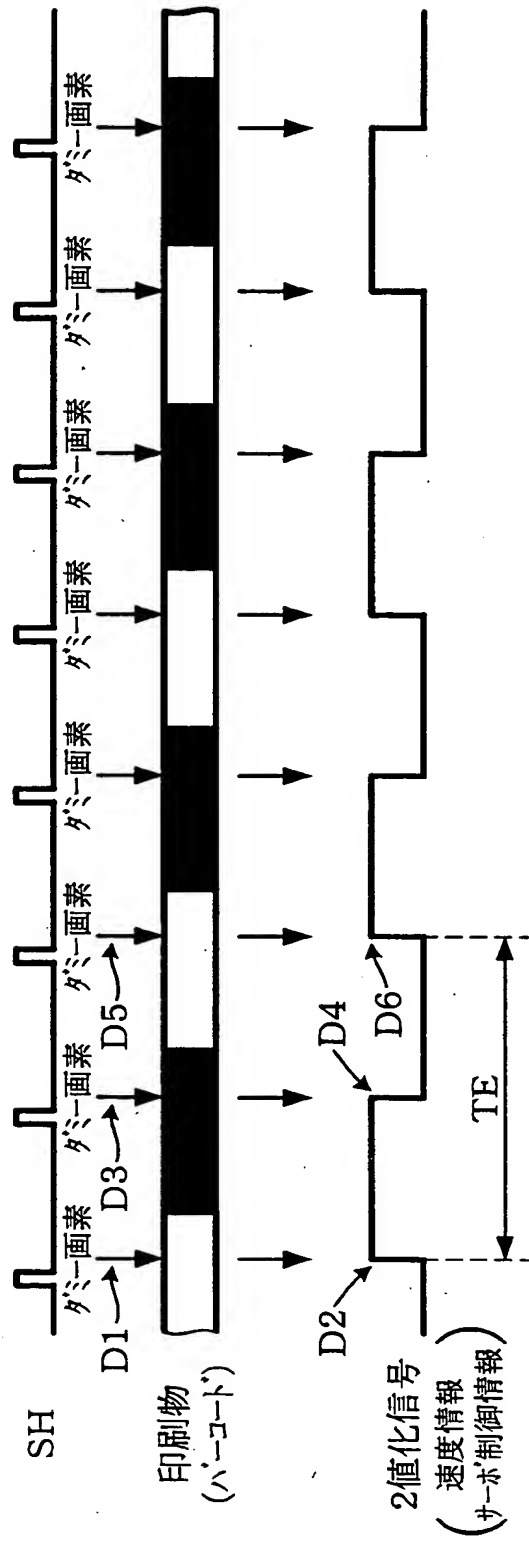 SH
ダミー画素 ダミー画素 ダミー画素 ダミー画素 ダミー画素 ダミー画素 ダミー画素 ダミー画素
D1 D3 D5
印刷物
(バーコード)
D2 D4 D6
2値化信号
(速度情報
サーボ制御情報)
TE